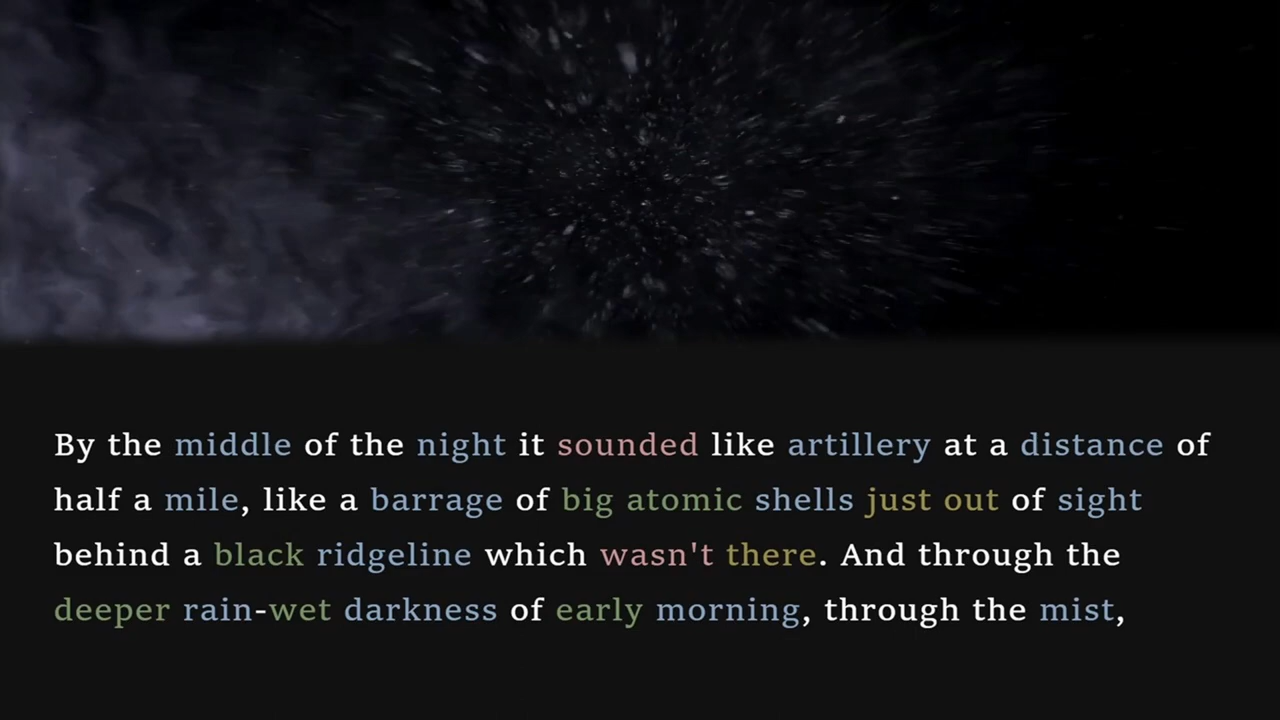 By the middle of the night it sounded like artillery at a distance of
half a mile, like a barrage of big atomic shells just out of sight
behind a black ridgeline which wasn't there. And through the
deeper rain-wet darkness of early morning, through the mist,